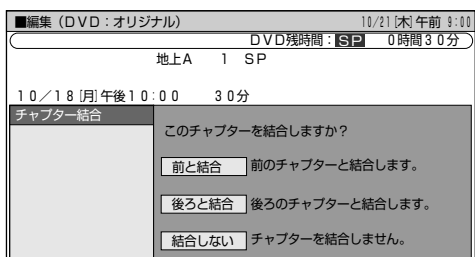 ■編集（DVD：オリジナル） 10/21[木]午前 9:00
DVD残時間：SP 0時間30分
地上A 1 SP
10／18[月]午後10：00 30分
チャプター結合
このチャプターを結合しますか？
前と結合 前のチャプターと結合します。
後ろと結合 後ろのチャプターと結合します。
結合しない チャプターを結合しません。